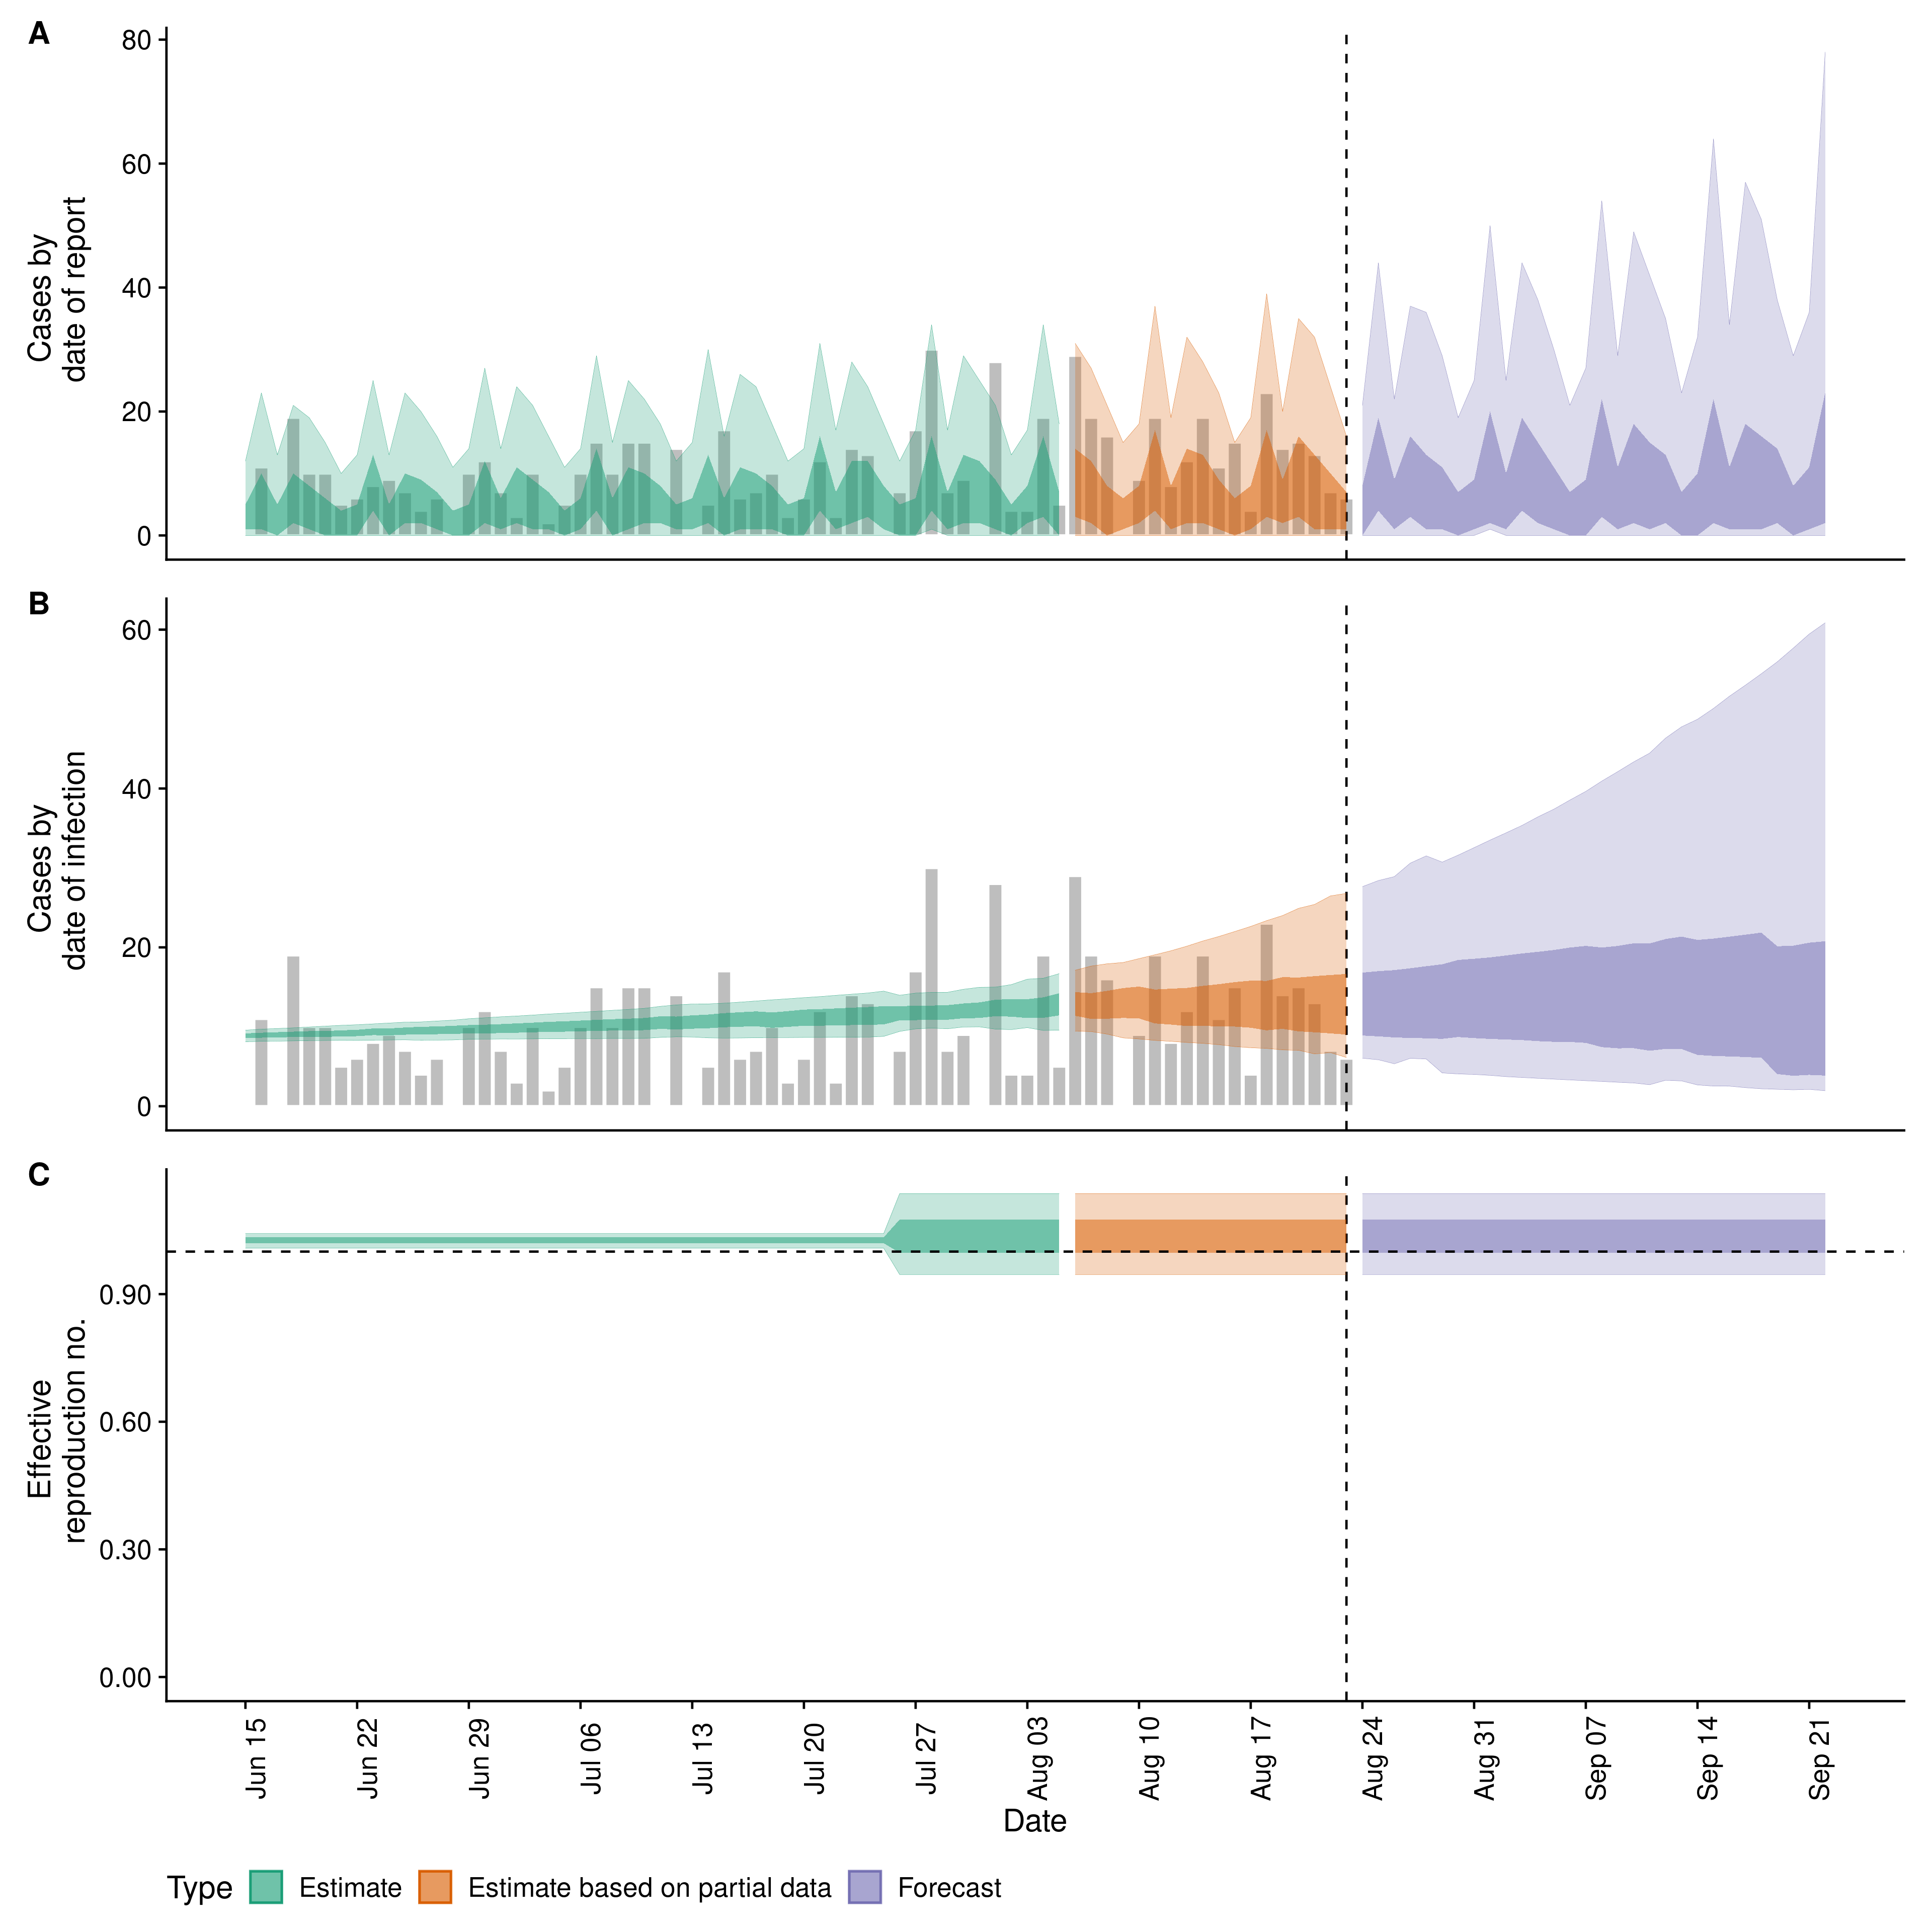 A
80
60
40
20
0
Cases by
date of report
B
60
40
20
0
Cases by
date of infection
C
0.90
0.60
0.30
0.00
Effective
reproduction no.
Jun 15
Jun 22
Jun 29
Jul 06
Jul 13
Jul 20
Jul 27
Aug 03
Aug 10
Aug 17
Aug 24
Aug 31
Sep 07
Sep 14
Sep 21
Date
Type Estimate Estimate based on partial data Forecast